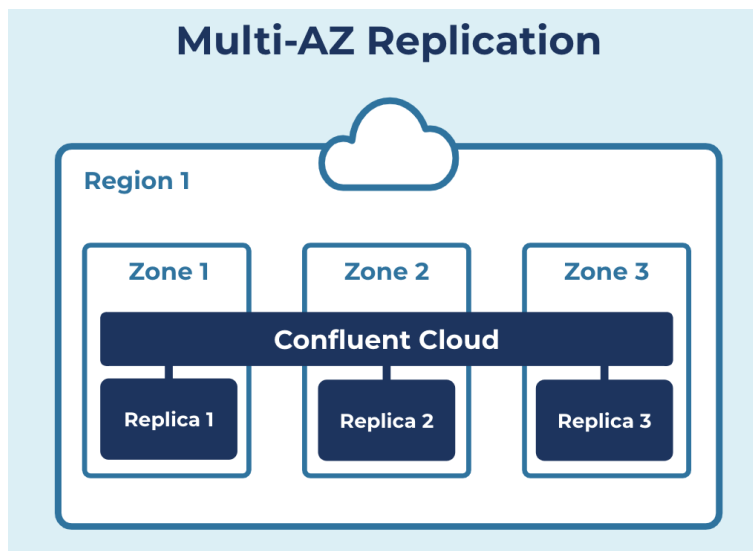 Multi-AZ Replication
Region 1
Zone 1
Zone 2
Zone 3
Confluent Cloud
Replica 1
Replica 2
Replica 3